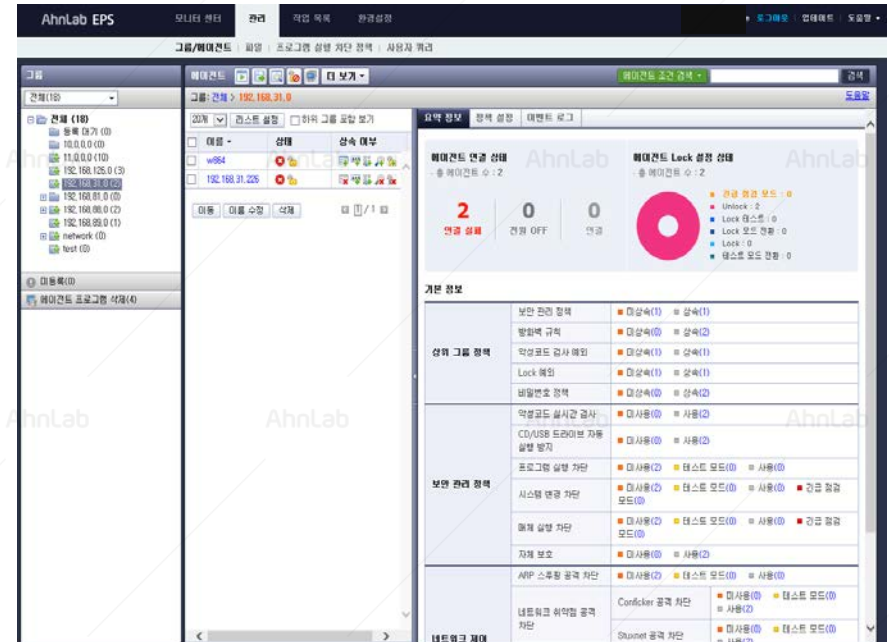 AhnLab EPS
모니터 센터 관리 작업 목록 환경설정
로그아웃 업데이트 도움말
그룹/에이전트 파일 프로그램 실행 차단 정책 사용자 쿼리
그룹
에이전트 더 보기
에이전트 조건 검색 검색
전체(18)
그룹: 전체 > 192.168.31.0
도움말
전체 (18)
등록 대기 (0)
10.0.0.0 (0)
11.0.0.0 (10)
192.168.125.0 (3)
192.168.31.0 (2)
192.168.81.0 (0)
192.168.88.0 (2)
192.168.89.0 (1)
network (0)
test (0)
미등록(0)
에이전트 프로그램 삭제(4)
20개 리스트 설정 하위 그룹 포함 보기
이름 상태 상속 여부
w864
192.168.31.226
이동 이름 수정 삭제 1 / 1
요약 정보 정책 설정 이벤트 로그
에이전트 연결 상태
- 총 에이전트 수 : 2
2 0 0
연결 실패 전원 OFF 연결
에이전트 Lock 설정 상태
- 총 에이전트 수 : 2
긴급 점검 모드 : 0
Unlock : 2
Lock 테스트 : 0
Lock 모드 전환 : 0
Lock : 0
테스트 모드 전환 : 0
기본 정보
상위 그룹 정책
보안 관리 정책 미상속(1) 상속(1)
방화벽 규칙 미상속(0) 상속(2)
악성코드 검사 예외 미상속(1) 상속(1)
Lock 예외 미상속(1) 상속(1)
비밀번호 정책 미상속(0) 상속(2)
보안 관리 정책
악성코드 실시간 검사 미사용(0) 사용(2)
CD/USB 드라이브 자동
실행 방지 미사용(0) 사용(2)
프로그램 실행 차단 미사용(2) 테스트 모드(0) 사용(0)
시스템 변경 차단 미사용(2) 테스트 모드(0) 사용(0) 긴급 점검
모드(0)
매체 실행 차단 미사용(2) 테스트 모드(0) 사용(0) 긴급 점검
모드(0)
자체 보호 미사용(0) 사용(2)
네트워크 제어
ARP 스푸핑 공격 차단 미사용(2) 테스트 모드(0) 사용(0)
네트워크 취약점 공격
차단
Conficker 공격 차단 미사용(0) 테스트 모드(0)
사용(2)
Stuxnet 공격 차단 미사용(0) 테스트 모드(0)
사용(2)
AhnLab
AhnLab
AhnLab
AhnLab
AhnLab
AhnLab